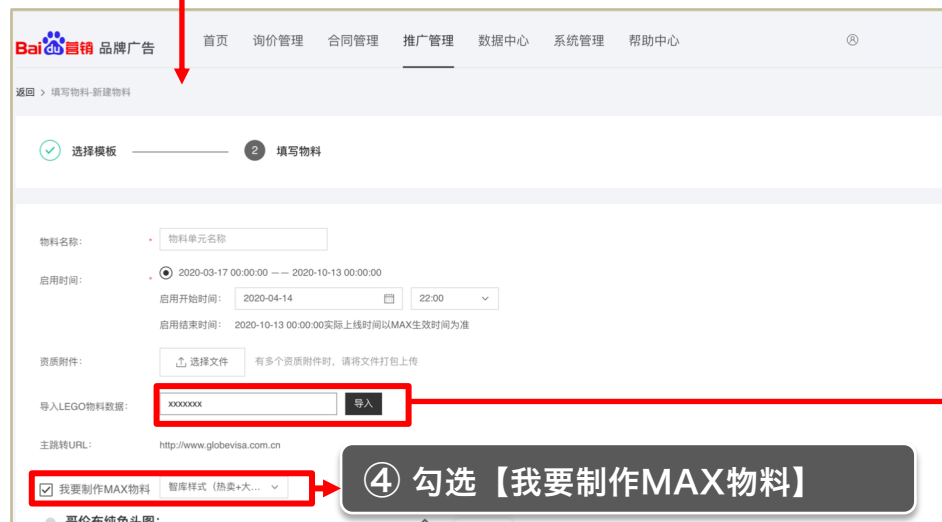 Bai du 营销 品牌广告 首页 询价管理 合同管理 推广管理 数据中心 系统管理 帮助中心
返回 > 填写物料-新建物料
选择模板 2 填写物料
物料名称: * 物料单元名称
启用时间: * 2020-03-17 00:00:00 —— 2020-10-13 00:00:00
启用开始时间: 2020-04-14 22:00
启用结束时间: 2020-10-13 00:00:00实际上线时间以MAX生效时间为准
资质附件: 选择文件 有多个资质附件时，请将文件打包上传
导入LEGO物料数据: xxxxxxx 导入
主跳转URL: http://www.globevisa.com.cn
我要制作MAX物料 智库样式（热卖+大...
④ 勾选【我要制作MAX物料】
哥伦布纯色头图: